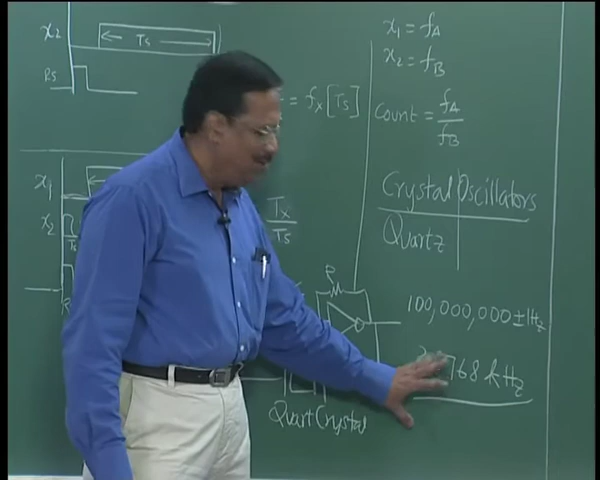 x2
Ts
Rs
= fx [Ts]
x1
x2
Ts
Tx
Ts
R
Quart Crystal
x1 = fA
x2 = fB
Count = fA
fB
Crystal Oscillators
Quartz
100,000,000 ± 1Hz
768 kHz